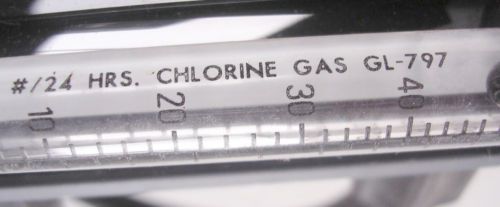 #/24 HRS. CHLORINE GAS GL-797
10 20 30 40